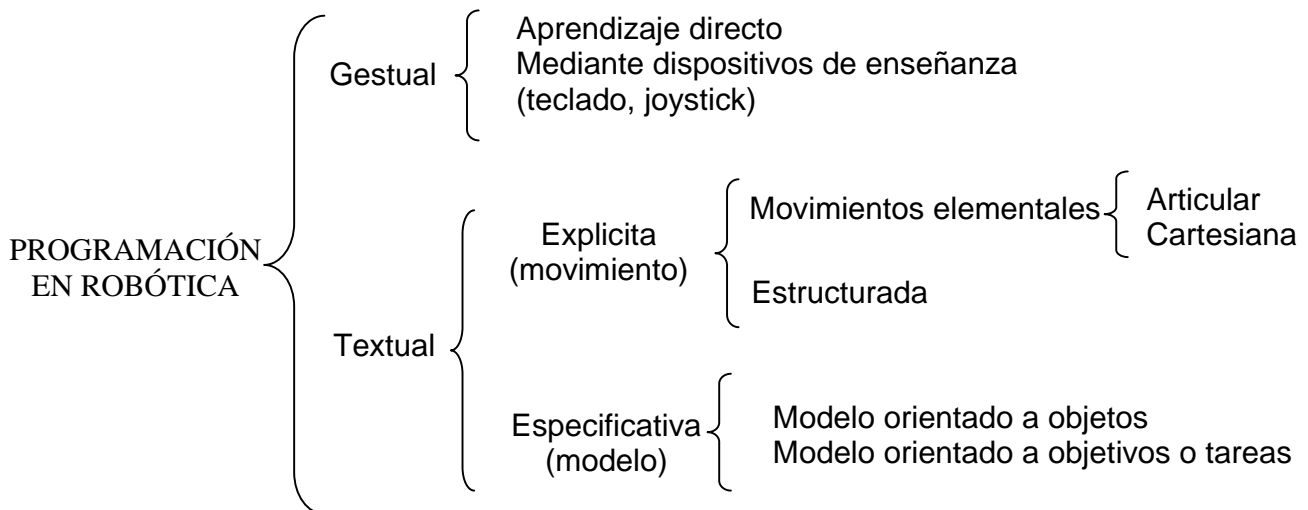 PROGRAMACIÓN
EN ROBÓTICA
Gestual
Aprendizaje directo
Mediante dispositivos de enseñanza
(teclado, joystick)
Textual
Explicita
(movimiento)
Movimientos elementales
Articular
Cartesiana
Estructurada
Especificativa
(modelo)
Modelo orientado a objetos
Modelo orientado a objetivos o tareas